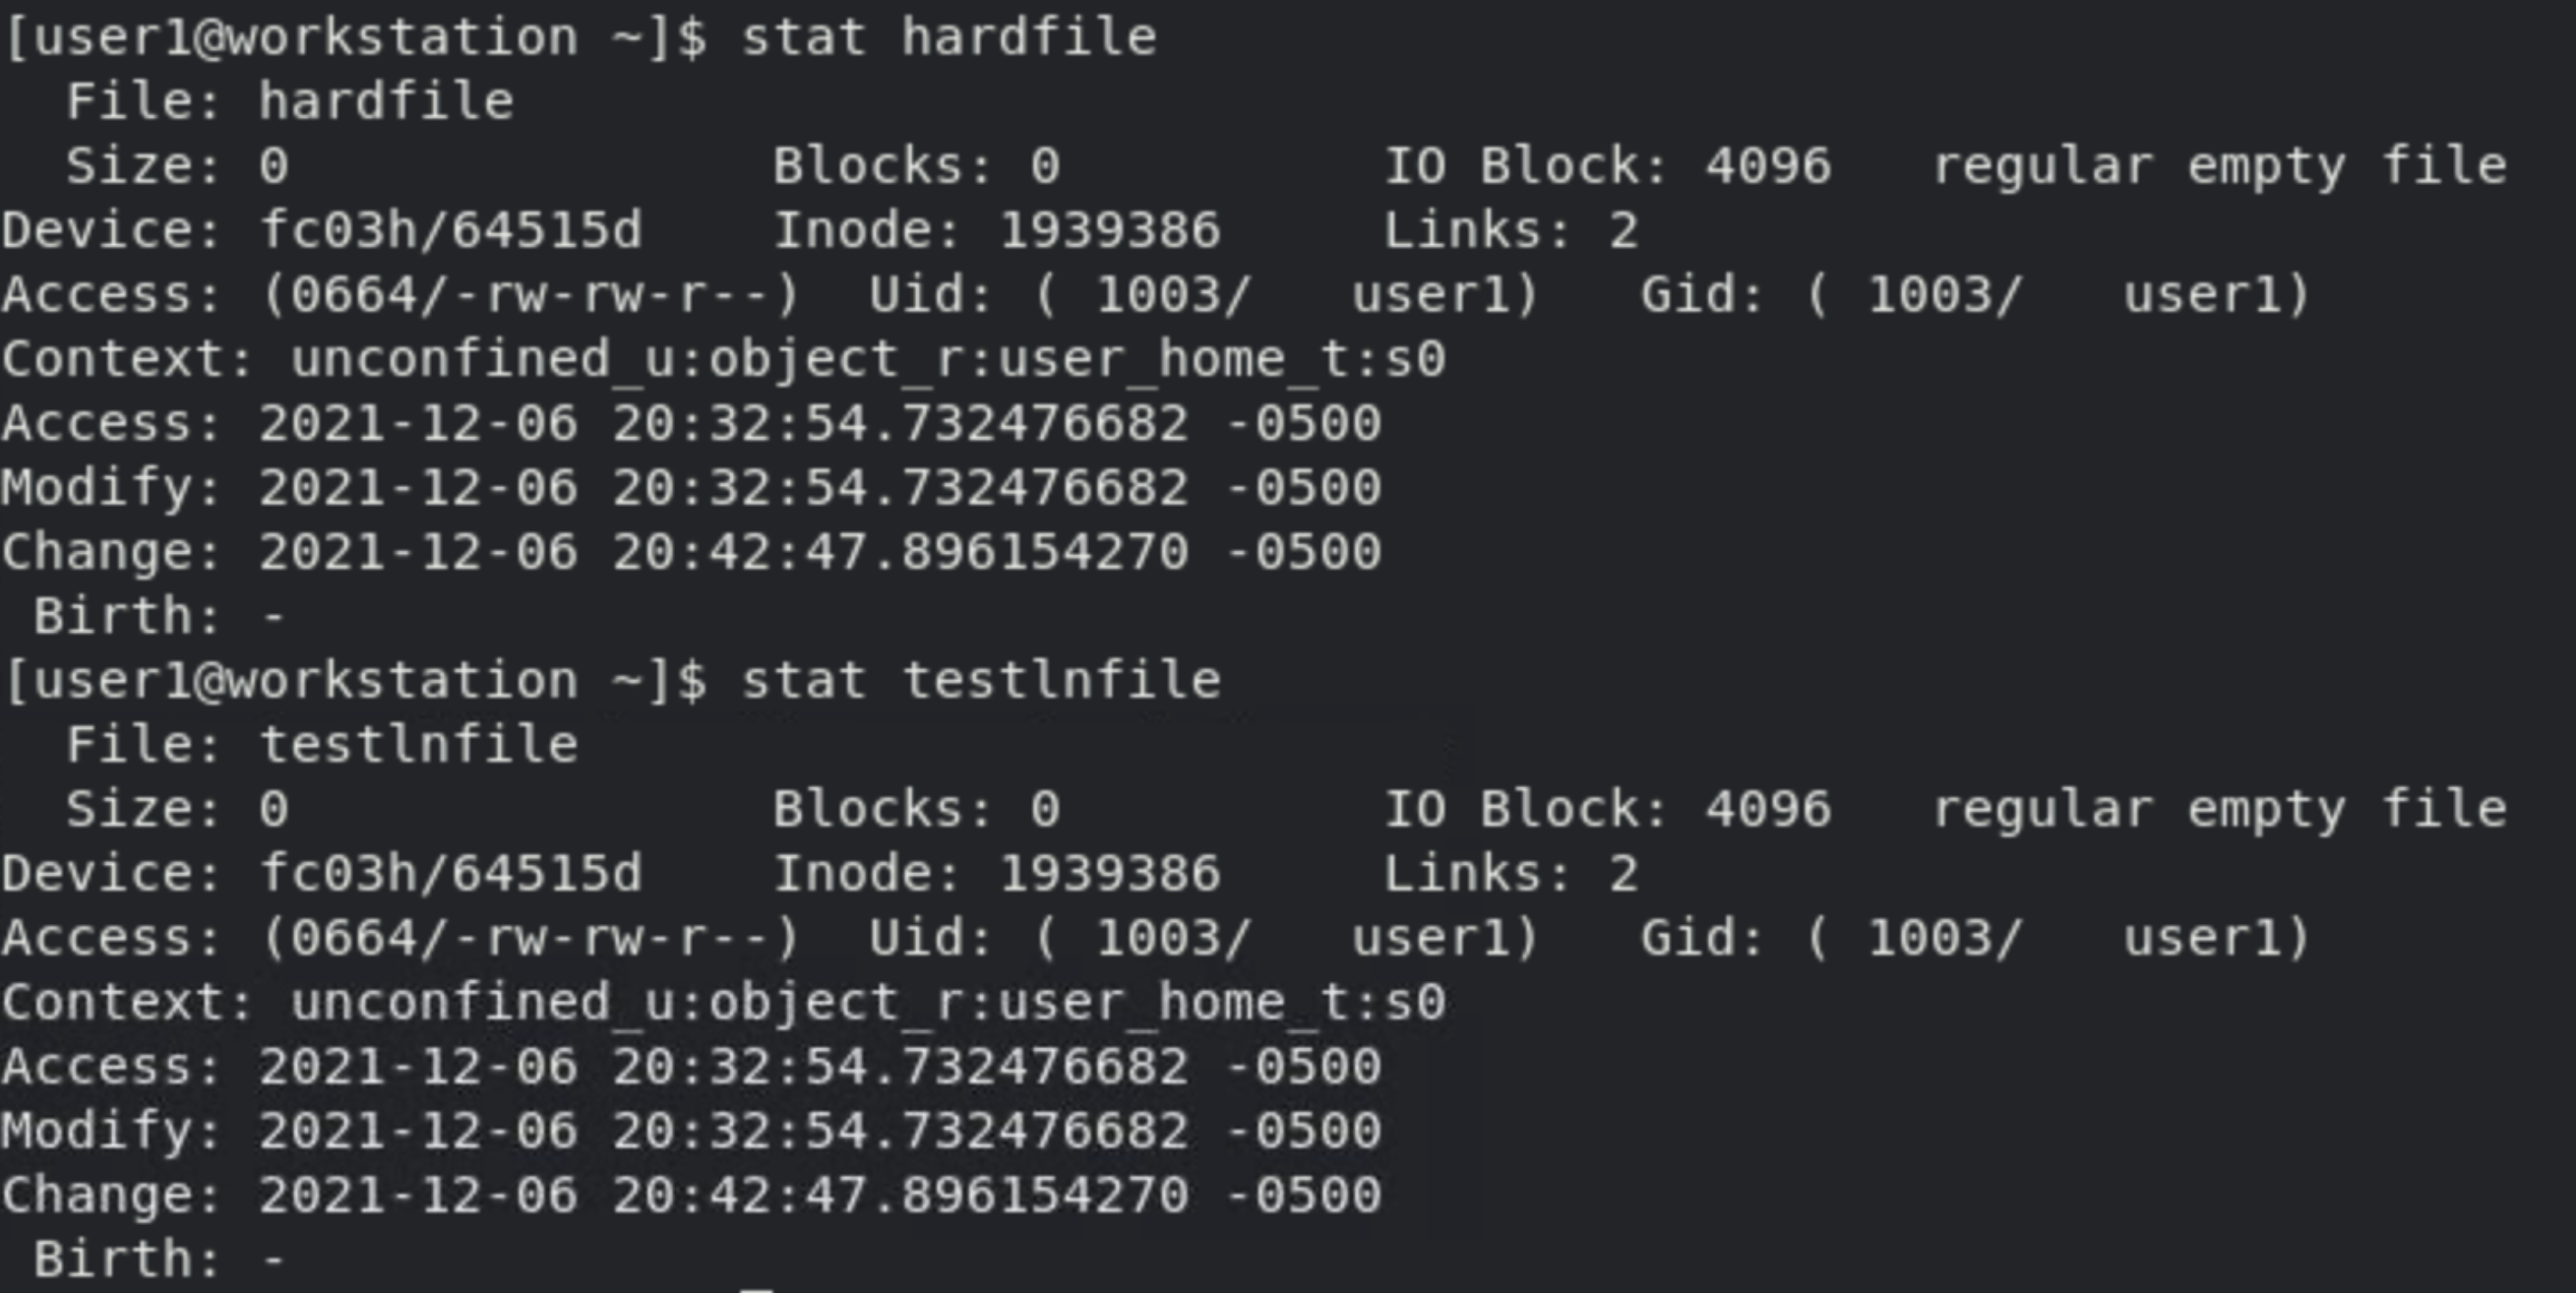 [user1@workstation ~]$ stat hardfile
  File: hardfile
  Size: 0               Blocks: 0          IO Block: 4096   regular empty file
Device: fc03h/64515d    Inode: 1939386     Links: 2
Access: (0664/-rw-rw-r--)  Uid: ( 1003/   user1)   Gid: ( 1003/   user1)
Context: unconfined_u:object_r:user_home_t:s0
Access: 2021-12-06 20:32:54.732476682 -0500
Modify: 2021-12-06 20:32:54.732476682 -0500
Change: 2021-12-06 20:42:47.896154270 -0500
 Birth: -
[user1@workstation ~]$ stat testlnfile
  File: testlnfile
  Size: 0               Blocks: 0          IO Block: 4096   regular empty file
Device: fc03h/64515d    Inode: 1939386     Links: 2
Access: (0664/-rw-rw-r--)  Uid: ( 1003/   user1)   Gid: ( 1003/   user1)
Context: unconfined_u:object_r:user_home_t:s0
Access: 2021-12-06 20:32:54.732476682 -0500
Modify: 2021-12-06 20:32:54.732476682 -0500
Change: 2021-12-06 20:42:47.896154270 -0500
 Birth: -